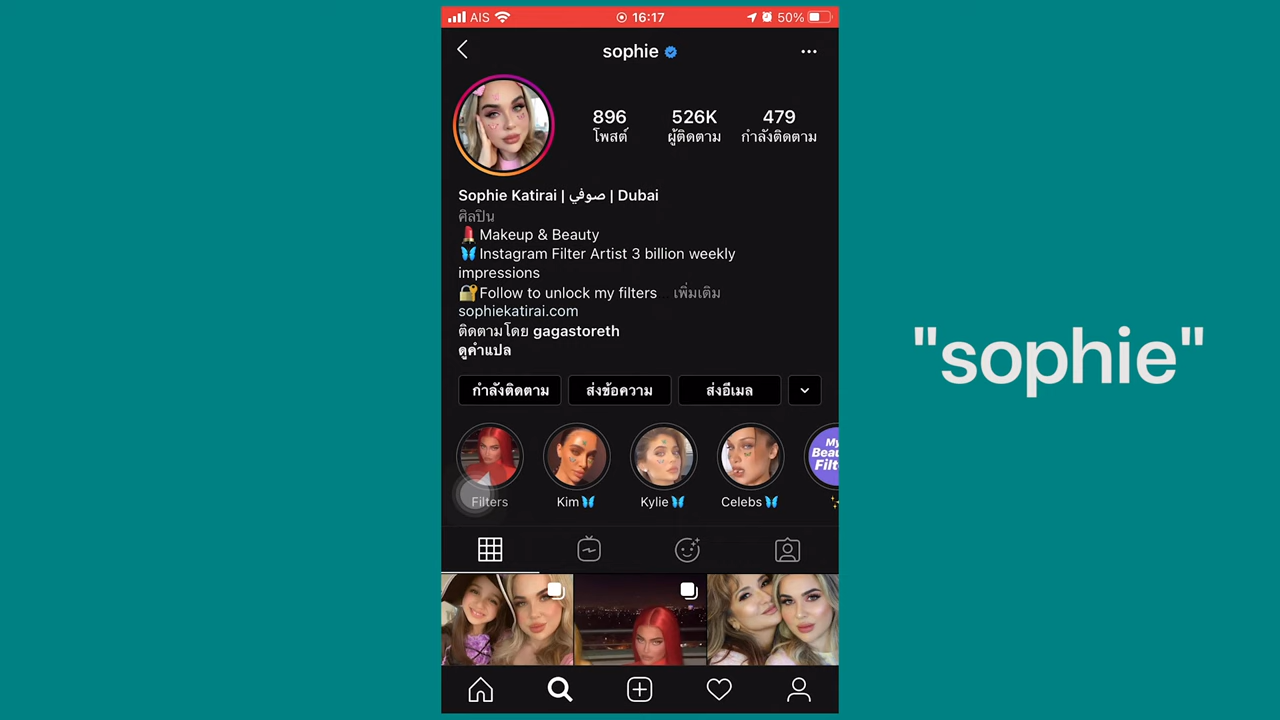 AIS 16:17 50%
sophie
896 526K 479
โพสต์ ผู้ติดตาม กำลังติดตาม
Sophie Katirai | صوفي | Dubai
ศิลปิน
💄Makeup & Beauty
🦋Instagram Filter Artist 3 billion weekly
impressions
🔐Follow to unlock my filters... เพิ่มเติม
sophiekatirai.com
ติดตามโดย gagastoreth
ดูคำแปล
กำลังติดตาม ส่งข้อความ ส่งอีเมล
My
Beau
Filt
Filters Kim🦋 Kylie🦋 Celebs🦋 ✨
"sophie"